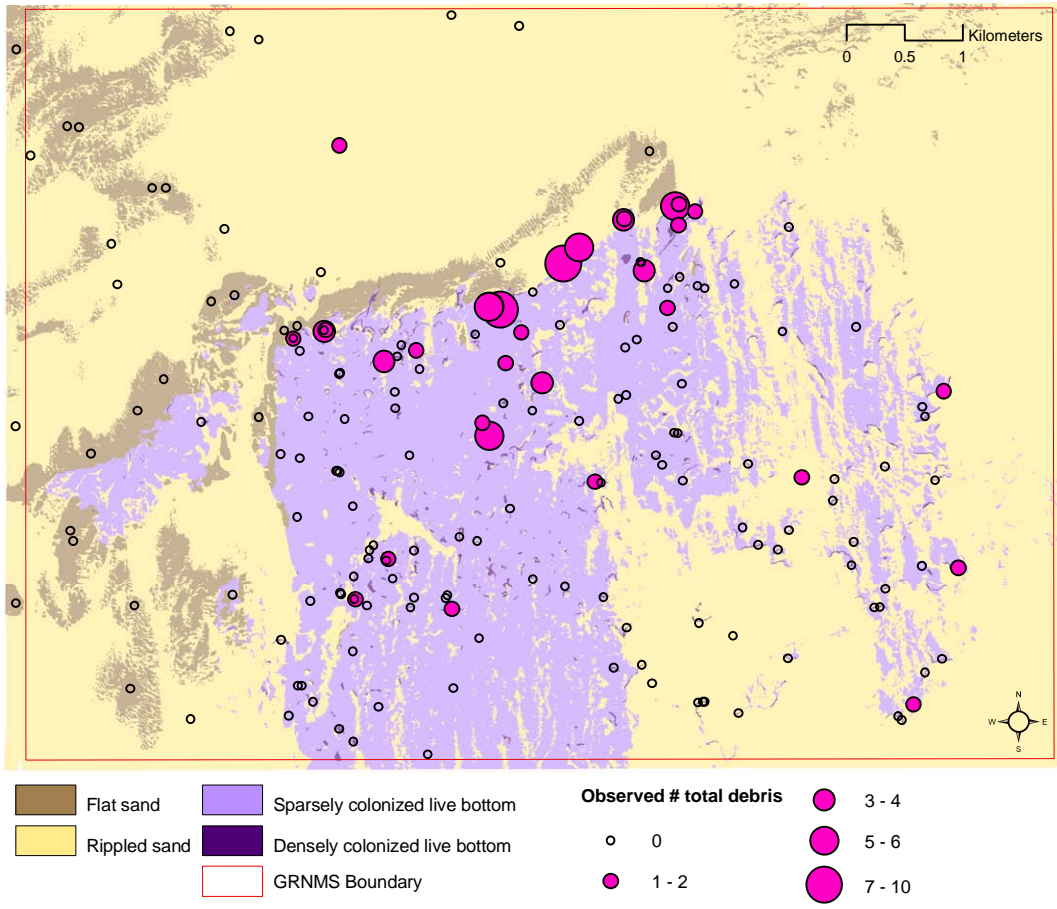 Kilometers
0 0.5 1
N
W E
S
Flat sand
Sparsely colonized live bottom
Observed # total debris
3 - 4
Rippled sand
Densely colonized live bottom
0
5 - 6
GRNMS Boundary
1 - 2
7 - 10